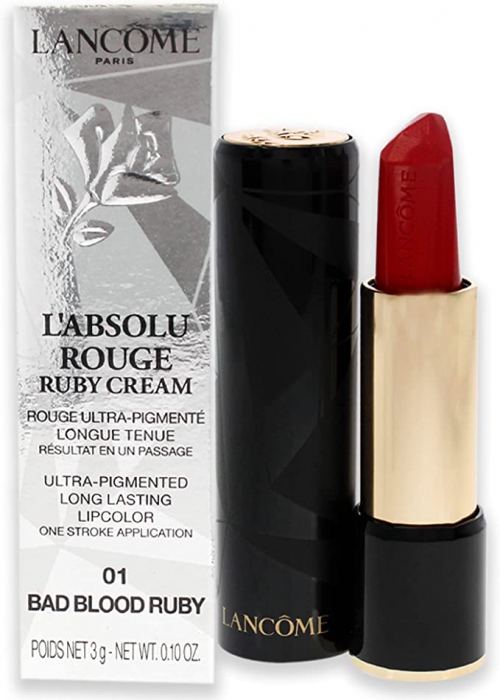 LANCÔME
PARIS
L'ABSOLU
ROUGE
RUBY CREAM
ROUGE ULTRA-PIGMENTÉ
LONGUE TENUE
RÉSULTAT EN UN PASSAGE
ULTRA-PIGMENTED
LONG LASTING
LIPCOLOR
ONE STROKE APPLICATION
01
BAD BLOOD RUBY
POIDS NET 3 g - NET WT. 0.10 OZ.
LANCÔME
LANCÔME